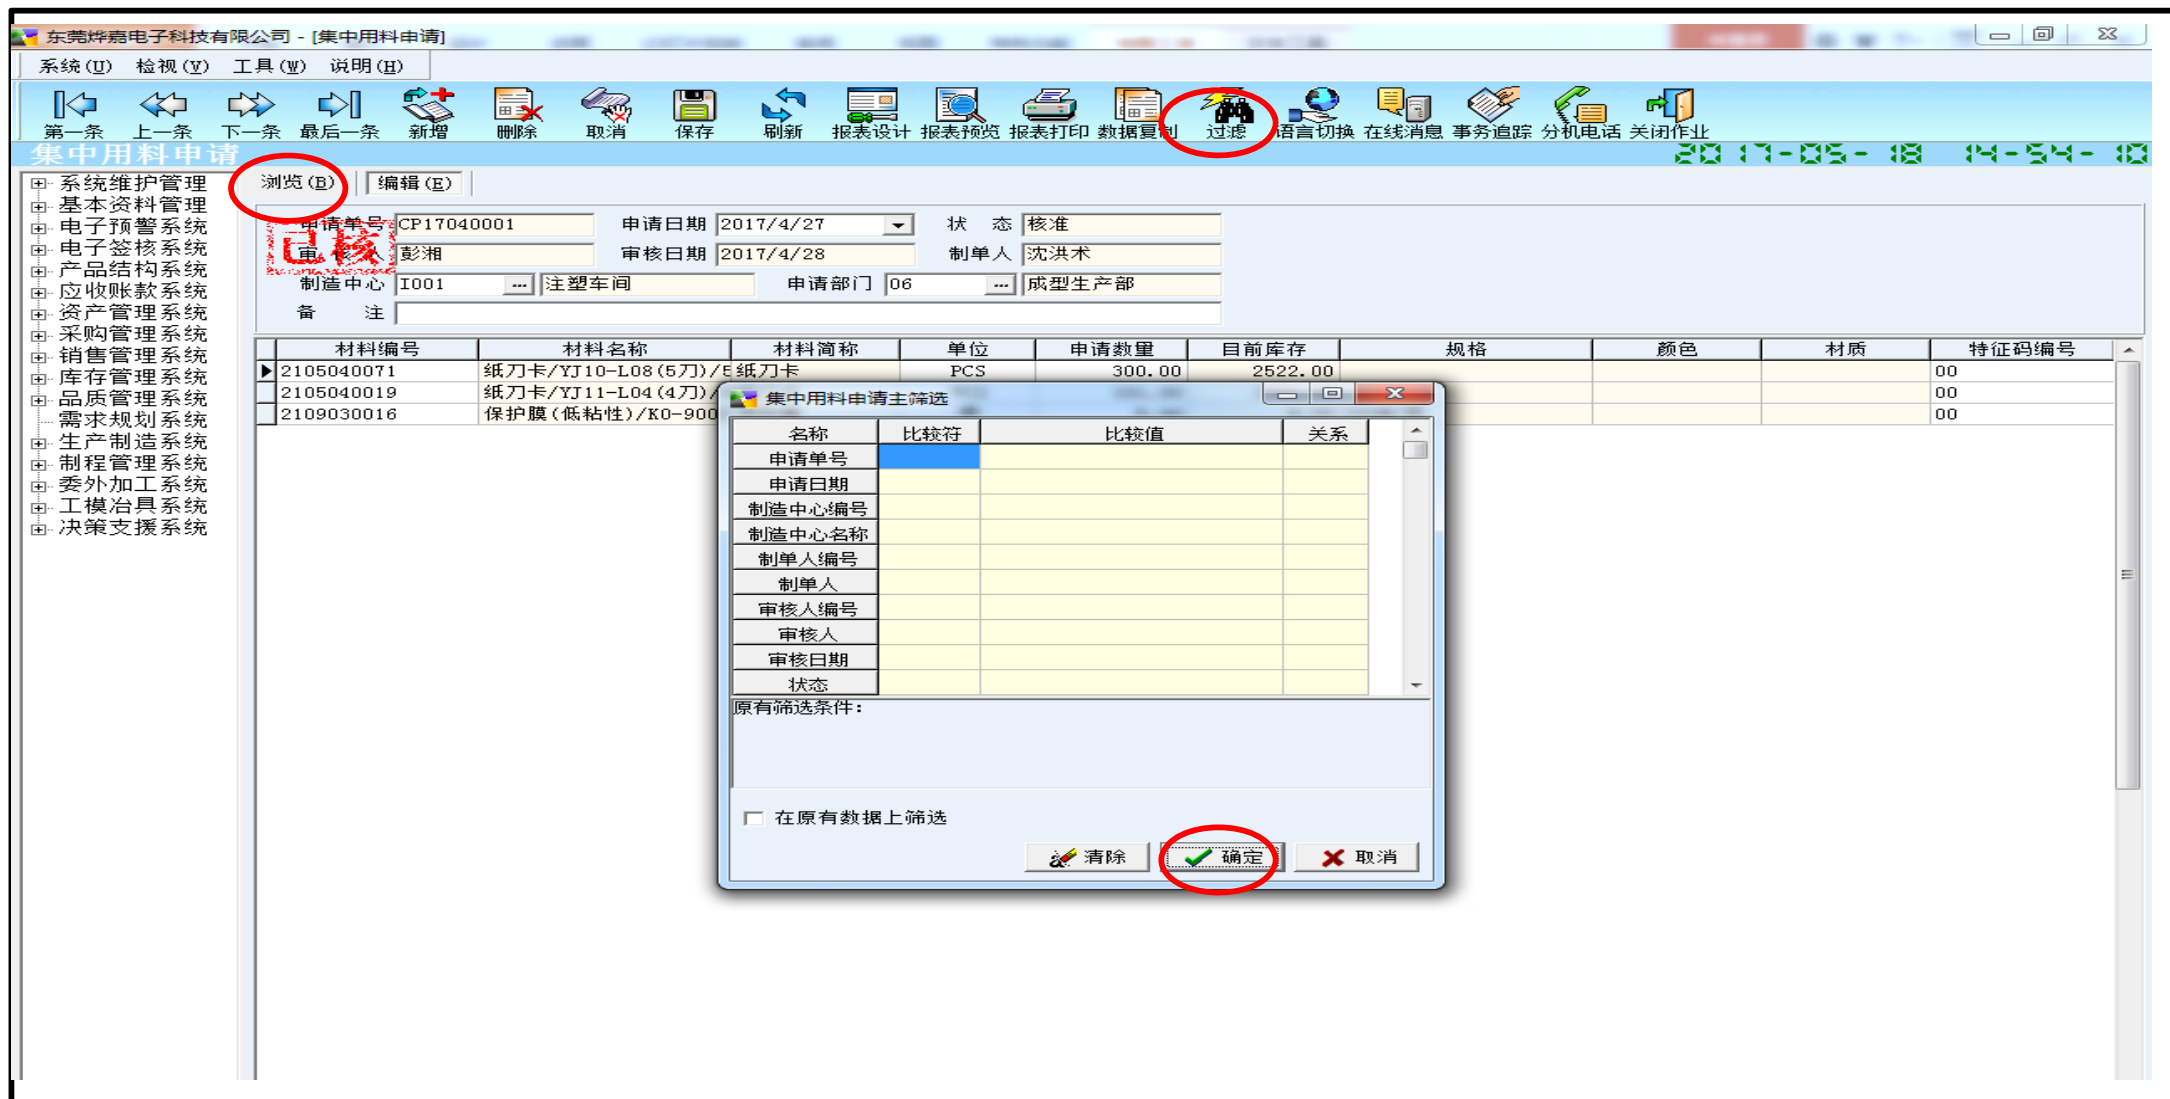 东莞烨嘉电子科技有限公司 - [集中用料申请]
系统(U) 检视(V) 工具(W) 说明(H)
第一条 上一条 下一条 最后一条 新增 删除 取消 保存 刷新 报表设计 报表预览 报表打印 数据复制 过滤 语言切换 在线消息 事务追踪 分机电话 关闭作业
集中用料申请 2017-05-18 14-54-10
系统维护管理
基本资料管理
电子预警系统
电子签核系统
产品结构系统
应收账款系统
资产管理系统
采购管理系统
销售管理系统
库存管理系统
品质管理系统
需求规划系统
生产制造系统
制程管理系统
委外加工系统
工模冶具系统
决策支援系统
浏览(B) 编辑(E)
申请单号 CP17040001 申请日期 2017/4/27 状 态 核准
已核
审 核 人 彭湘 审核日期 2017/4/28 制单人 沈洪术
制造中心 I001 ... 注塑车间 申请部门 06 ... 成型生产部
备 注
材料编号 材料名称 材料简称 单位 申请数量 目前库存 规格 颜色 材质 特征码编号
2105040071 纸刀卡/YJ10-L08(5刀)/5 纸刀卡 PCS 300.00 2522.00 00
2105040019 纸刀卡/YJ11-L04(4刀)/ 00
2109030016 保护膜(低粘性)/K0-900 00
集中用料申请主筛选
名称 比较符 比较值 关系
申请单号
申请日期
制造中心编号
制造中心名称
制单人编号
制单人
审核人编号
审核人
审核日期
状态
原有筛选条件:
在原有数据上筛选
清除 确定 取消